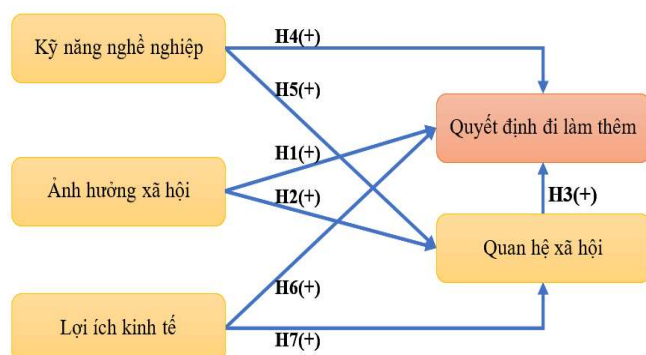 Kỹ năng nghề nghiệp
H4(+)
H5(+)
Quyết định đi làm thêm
H1(+)
Ảnh hưởng xã hội
H2(+)
H3(+)
Quan hệ xã hội
H6(+)
Lợi ích kinh tế
H7(+)